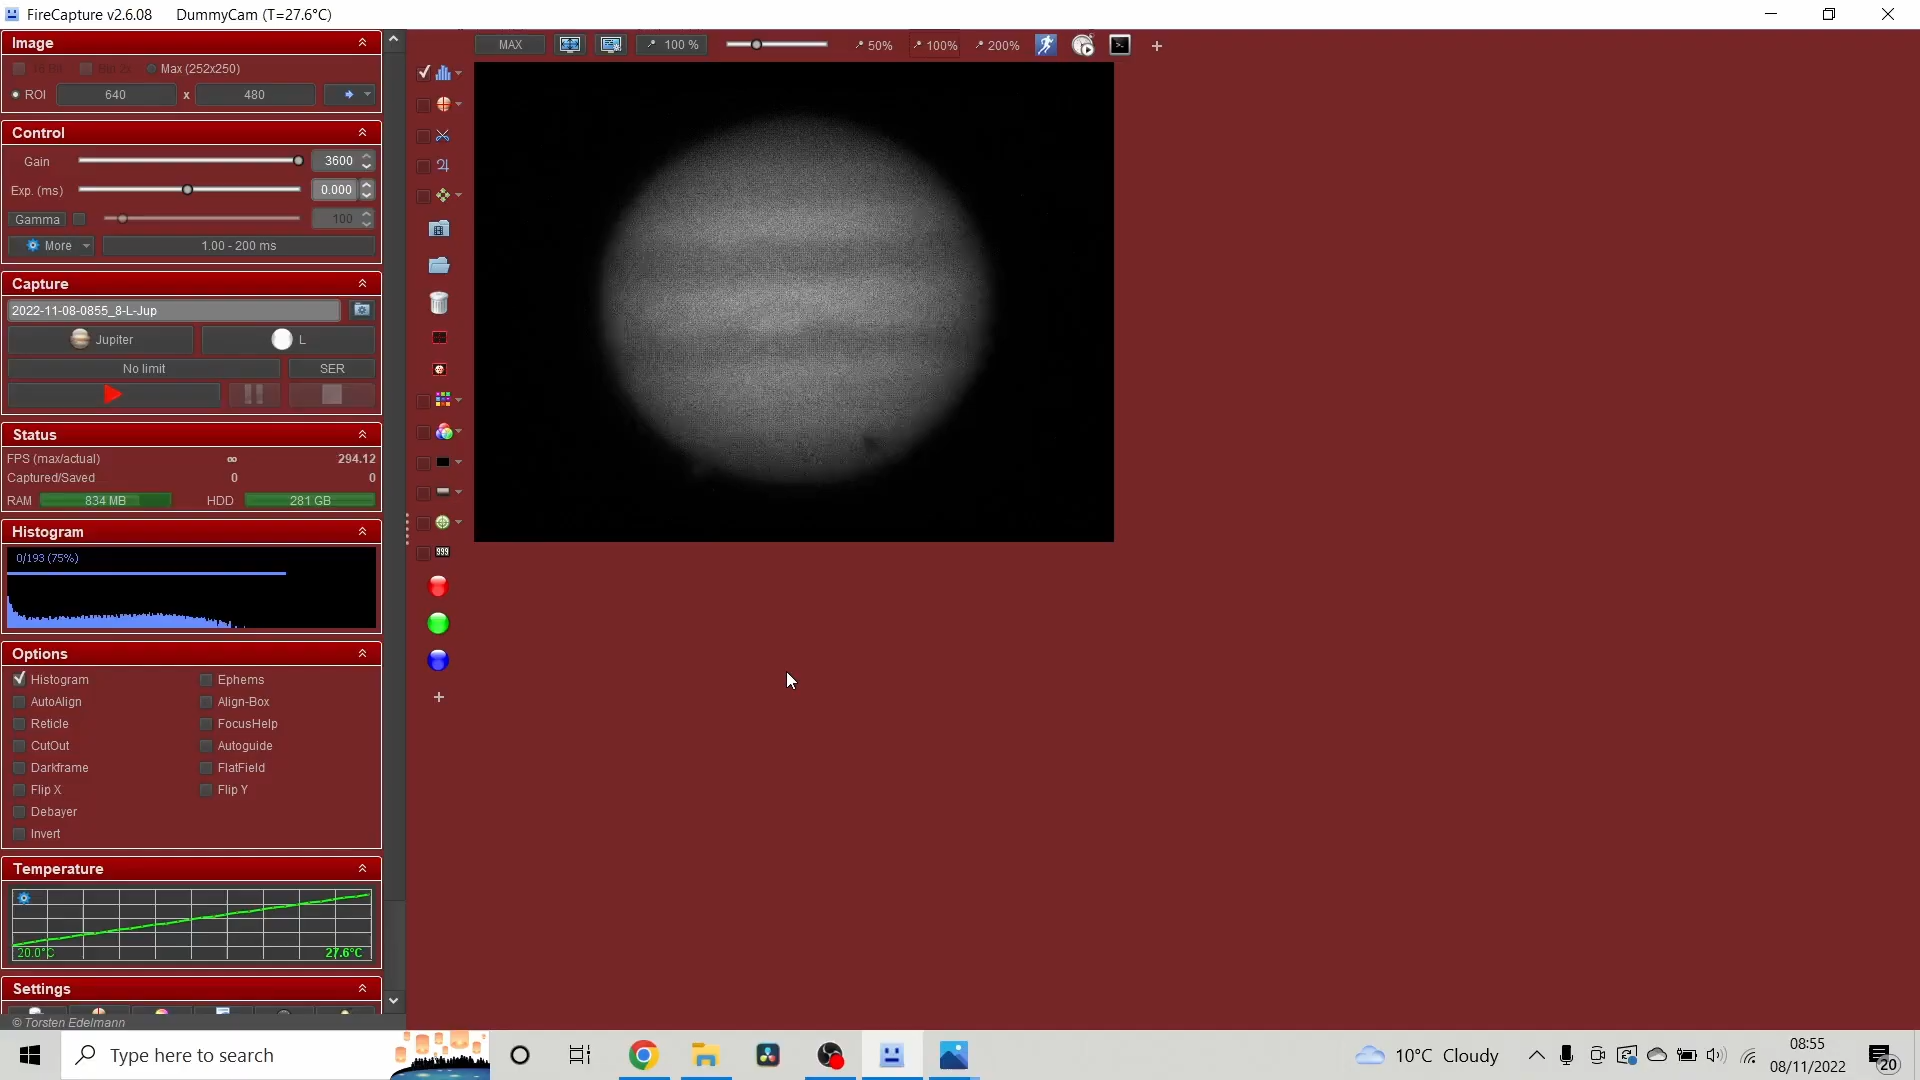 FireCapture v2.6.08 DummyCam (T=27.6°C)
Image
16 Bit Bin 2x Max (252x250)
ROI 640 x 480
Control
Gain 3600
Exp. (ms) 0.000
Gamma 100
More 1.00 - 200 ms
Capture
2022-11-08-0855_8-L-Jup
Jupiter L
No limit SER
Status
FPS (max/actual) ∞ 294.12
Captured/Saved 0 0
RAM 834 MB HDD 281 GB
Histogram
0/193 (75%)
Options
Histogram Ephems
AutoAlign Align-Box
Reticle FocusHelp
CutOut Autoguide
Darkframe FlatField
Flip X Flip Y
Debayer
Invert
Temperature
20.0°C 27.6°C
Settings
© Torsten Edelmann
MAX 100 % 50% 100% 200%
999
Type here to search
10°C Cloudy
08:55
08/11/2022
20